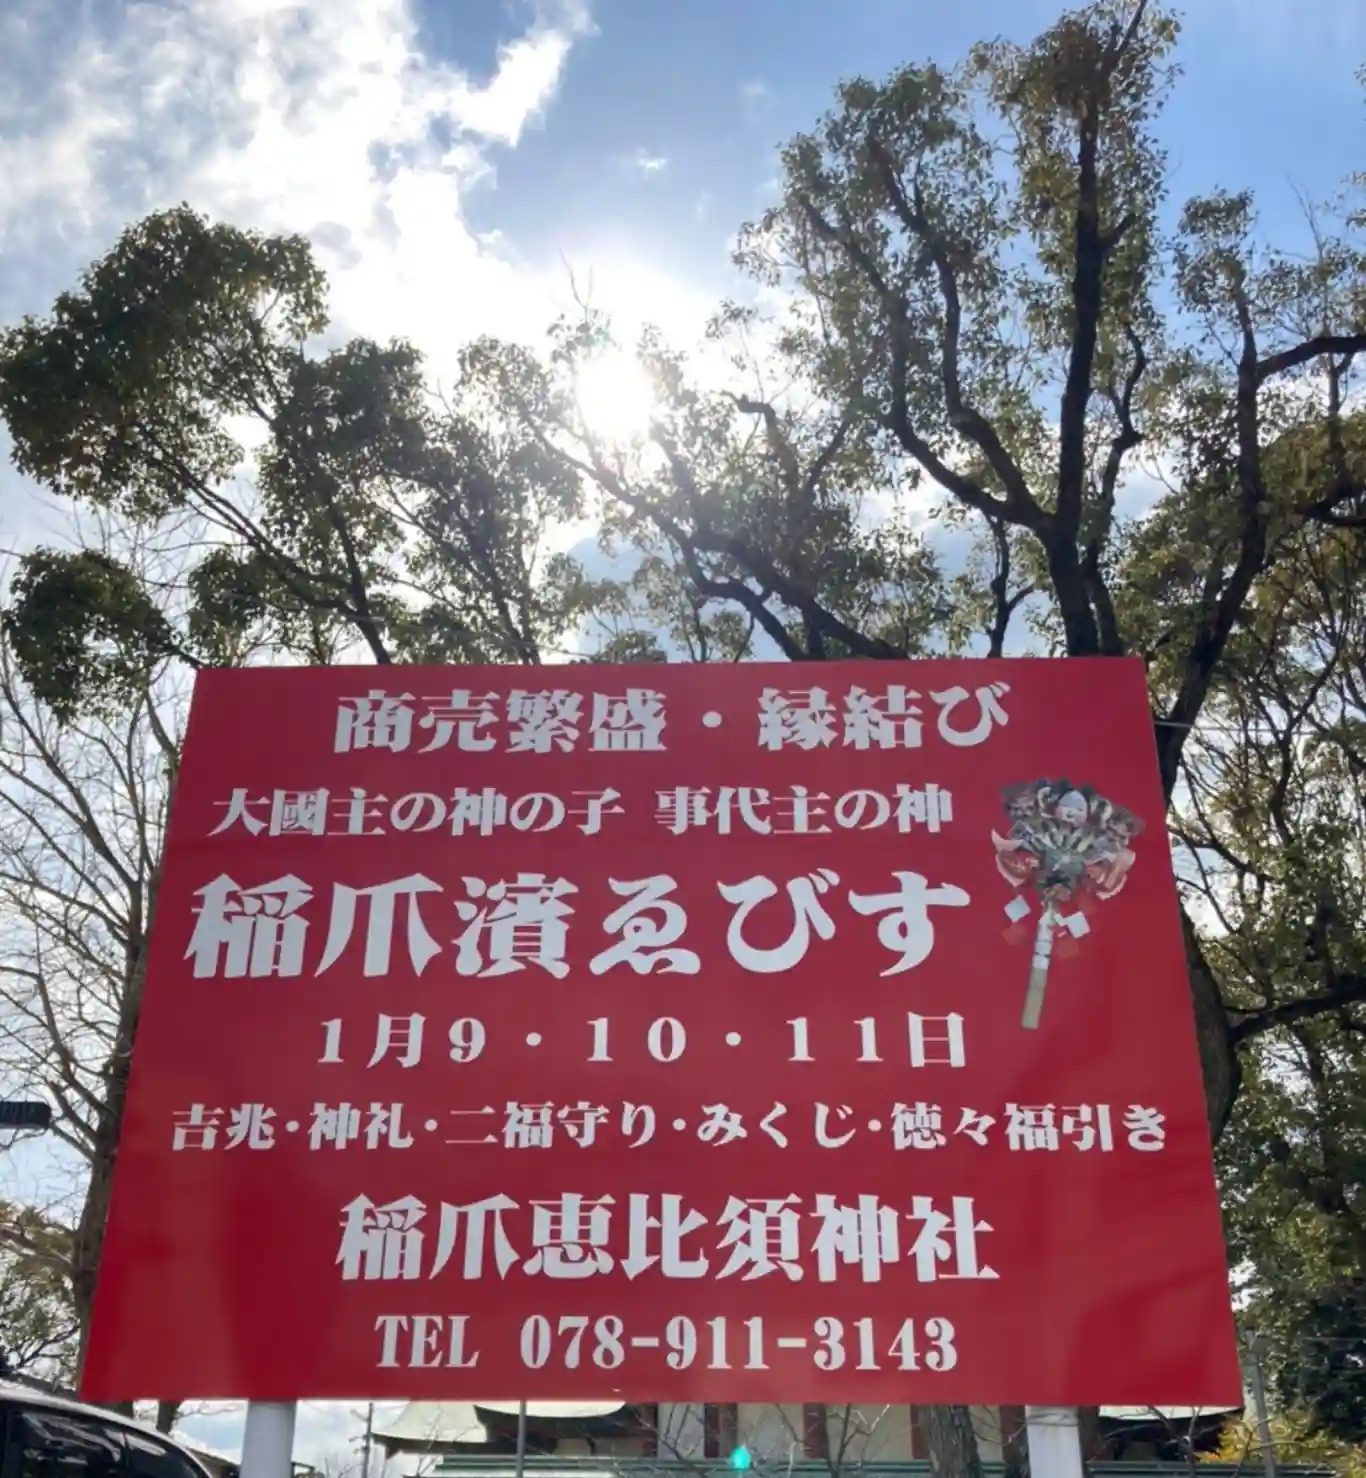 商売繁盛・縁結び
大國主の神の子 事代主の神
稲爪濱ゑびす
1月9・10・11日
吉兆・神礼・二福守り・みくじ・徳々福引き
稲爪恵比須神社
TEL 078-911-3143